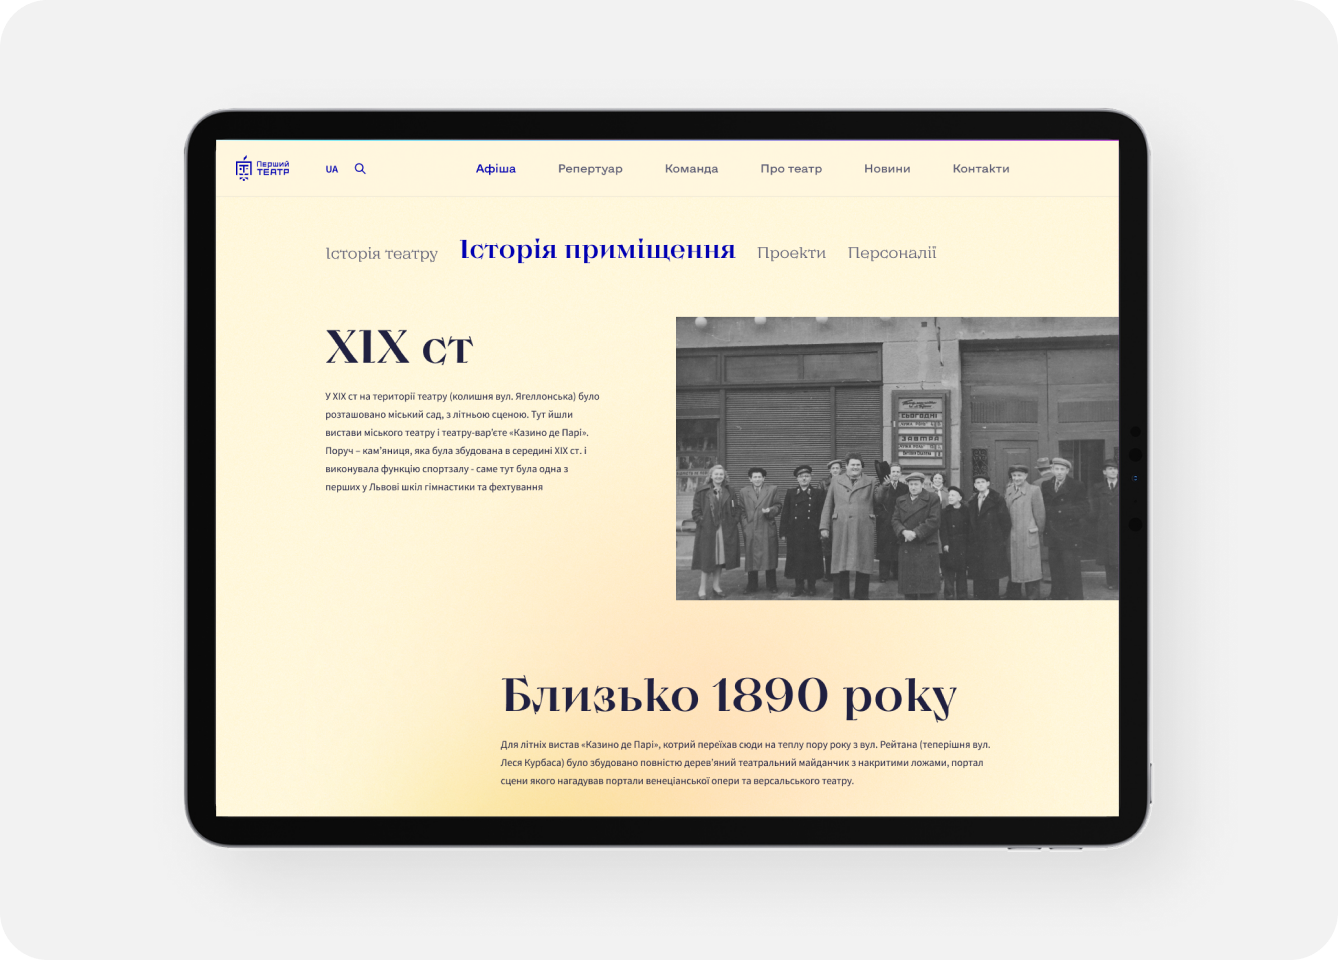 Перший
ТЕАТР
UA
Афіша
Репертуар
Команда
Про театр
Новини
Контакти
Історія театру
Історія приміщення
Проекти
Персоналії
XIX ст
У XIX ст на території театру (колишня вул. Ягеллонська) було
розташовано міський сад, з літньою сценою. Тут йшли
вистави міського театру і театру-вар'єте «Казино де Парі».
Поруч – кам'яниця, яка була збудована в середині XIX ст. і
виконувала функцію спортзалу - саме тут була одна з
перших у Львові шкіл гімнастики та фехтування
СЬОГОДНІ
ЗАВТРА
Близько 1890 року
Для літніх вистав «Казино де Парі», котрий переїхав сюди на теплу пору року з вул. Рейтана (теперішня вул.
Леся Курбаса) було збудовано повністю дерев'яний театральний майданчик з накритими ложами, портал
сцени якого нагадував портали венеціанської опери та версальського театру.